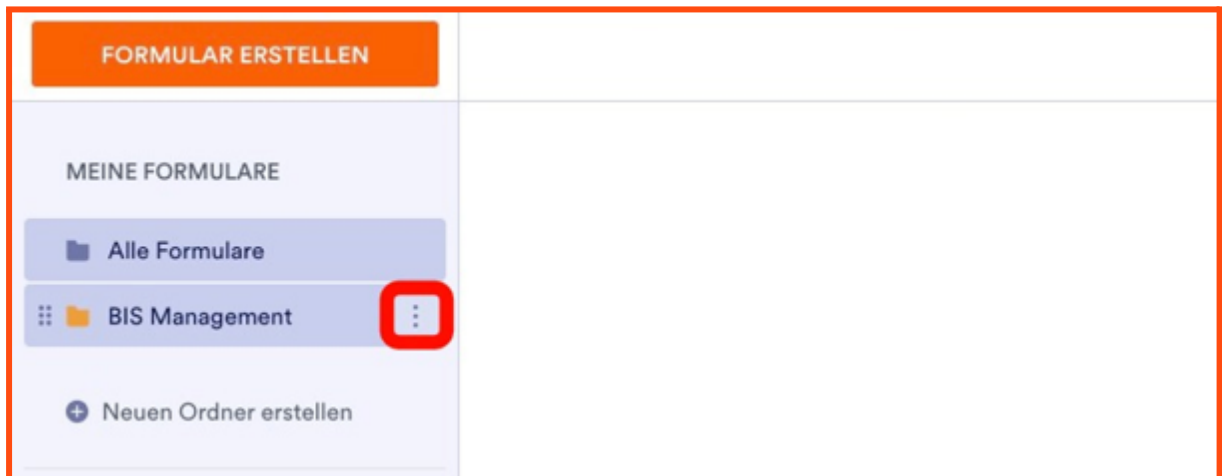 FORMULAR ERSTELLEN
MEINE FORMULARE
Alle Formulare
BIS Management
Neuen Ordner erstellen